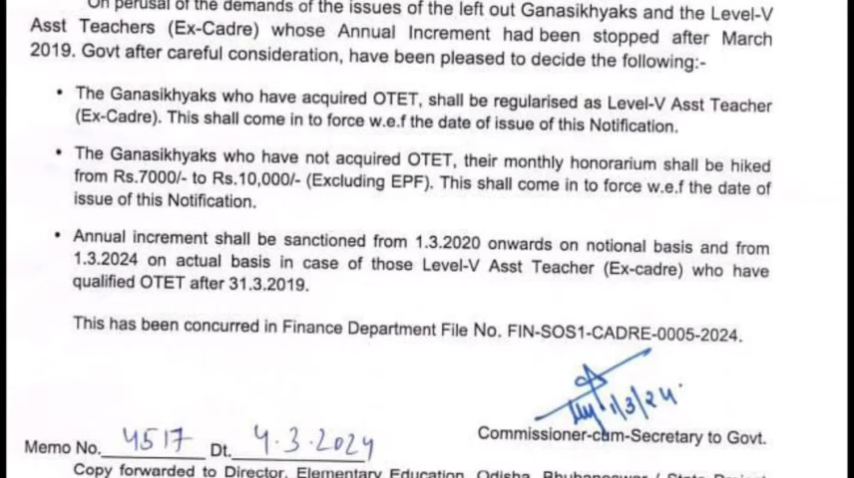 On perusal of the demands of the issues of the left out Ganasikhyaks and the Level-V
Asst Teachers (Ex-Cadre) whose Annual Increment had been stopped after March
2019. Govt after careful consideration, have been pleased to decide the following:-
• The Ganasikhyaks who have acquired OTET, shall be regularised as Level-V Asst Teacher
(Ex-Cadre). This shall come in to force w.e.f the date of issue of this Notification.
• The Ganasikhyaks who have not acquired OTET, their monthly honorarium shall be hiked
from Rs.7000/- to Rs.10,000/- (Excluding EPF). This shall come in to force w.e.f the date of
issue of this Notification.
• Annual increment shall be sanctioned from 1.3.2020 onwards on notional basis and from
1.3.2024 on actual basis in case of those Level-V Asst Teacher (Ex-cadre) who have
qualified OTET after 31.3.2019.
This has been concurred in Finance Department File No. FIN-SOS1-CADRE-0005-2024.
1/3/24
Commissioner-cum-Secretary to Govt.
Memo No. 4517 Dt. 4.3.2024
Copy forwarded to Director, Elementary Education, Odisha, Bhubaneswar / State Project